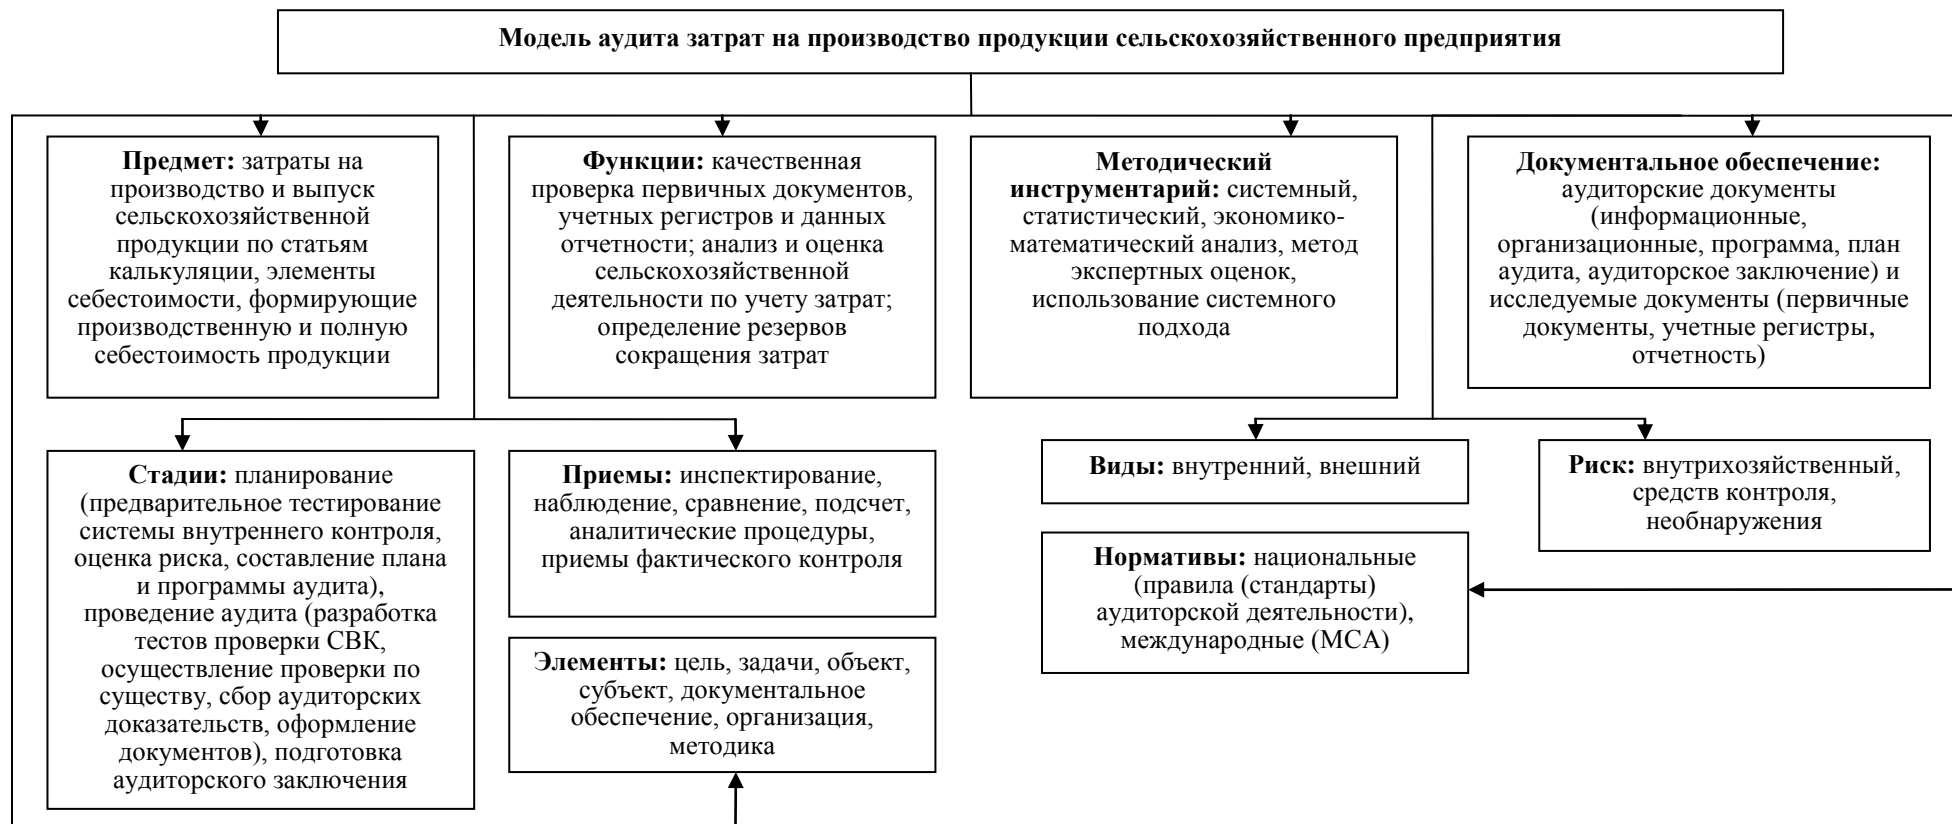 Модель аудита затрат на производство продукции сельскохозяйственного предприятия
Предмет: затраты на
производство и выпуск
сельскохозяйственной
продукции по статьям
калькуляции, элементы
себестоимости, формирующие
производственную и полную
себестоимость продукции
Функции: качественная
проверка первичных документов,
учетных регистров и данных
отчетности; анализ и оценка
сельскохозяйственной
деятельности по учету затрат;
определение резервов
сокращения затрат
Методический
инструментарий: системный,
статистический, экономико-
математический анализ, метод
экспертных оценок,
использование системного
подхода
Документальное обеспечение:
аудиторские документы
(информационные,
организационные, программа, план
аудита, аудиторское заключение) и
исследуемые документы (первичные
документы, учетные регистры,
отчетность)
Стадии: планирование
(предварительное тестирование
системы внутреннего контроля,
оценка риска, составление плана
и программы аудита),
проведение аудита (разработка
тестов проверки СВК,
осуществление проверки по
существу, сбор аудиторских
доказательств, оформление
документов), подготовка
аудиторского заключения
Приемы: инспектирование,
наблюдение, сравнение, подсчет,
аналитические процедуры,
приемы фактического контроля
Виды: внутренний, внешний
Риск: внутрихозяйственный,
средств контроля,
необнаружения
Нормативы: национальные
(правила (стандарты)
аудиторской деятельности),
международные (МСА)
Элементы: цель, задачи, объект,
субъект, документальное
обеспечение, организация,
методика